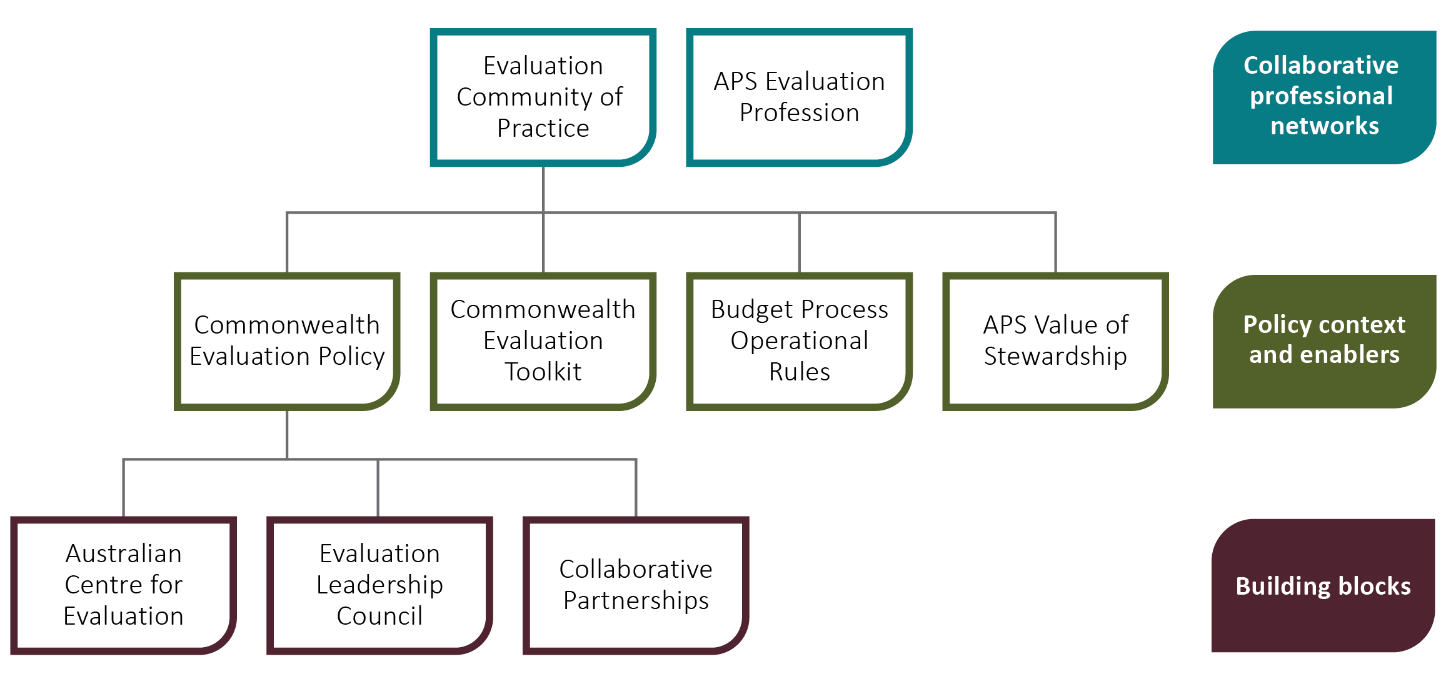 Evaluation
Community of
Practice
APS Evaluation
Profession
Collaborative
professional
networks
Commonwealth
Evaluation Policy
Commonwealth
Evaluation
Toolkit
Budget Process
Operational
Rules
APS Value of
Stewardship
Policy context
and enablers
Australian
Centre for
Evaluation
Evaluation
Leadership
Council
Collaborative
Partnerships
Building blocks